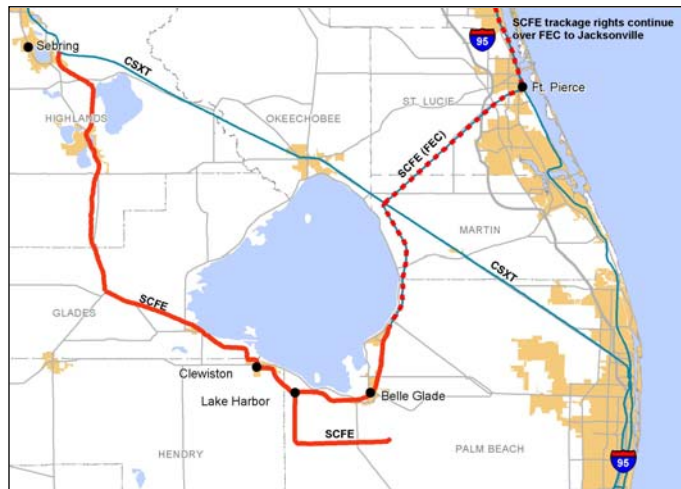 SCFE trackage rights continue
over FEC to Jacksonville
95
Sebring
CSXT
Ft. Pierce
ST. LUCIE
HIGHLANDS
OKEECHOBEE
SCFE (FEC)
MARTIN
CSXT
SCFE
GLADES
Clewiston
Lake Harbor
Belle Glade
SCFE
PALM BEACH
HENDRY
95